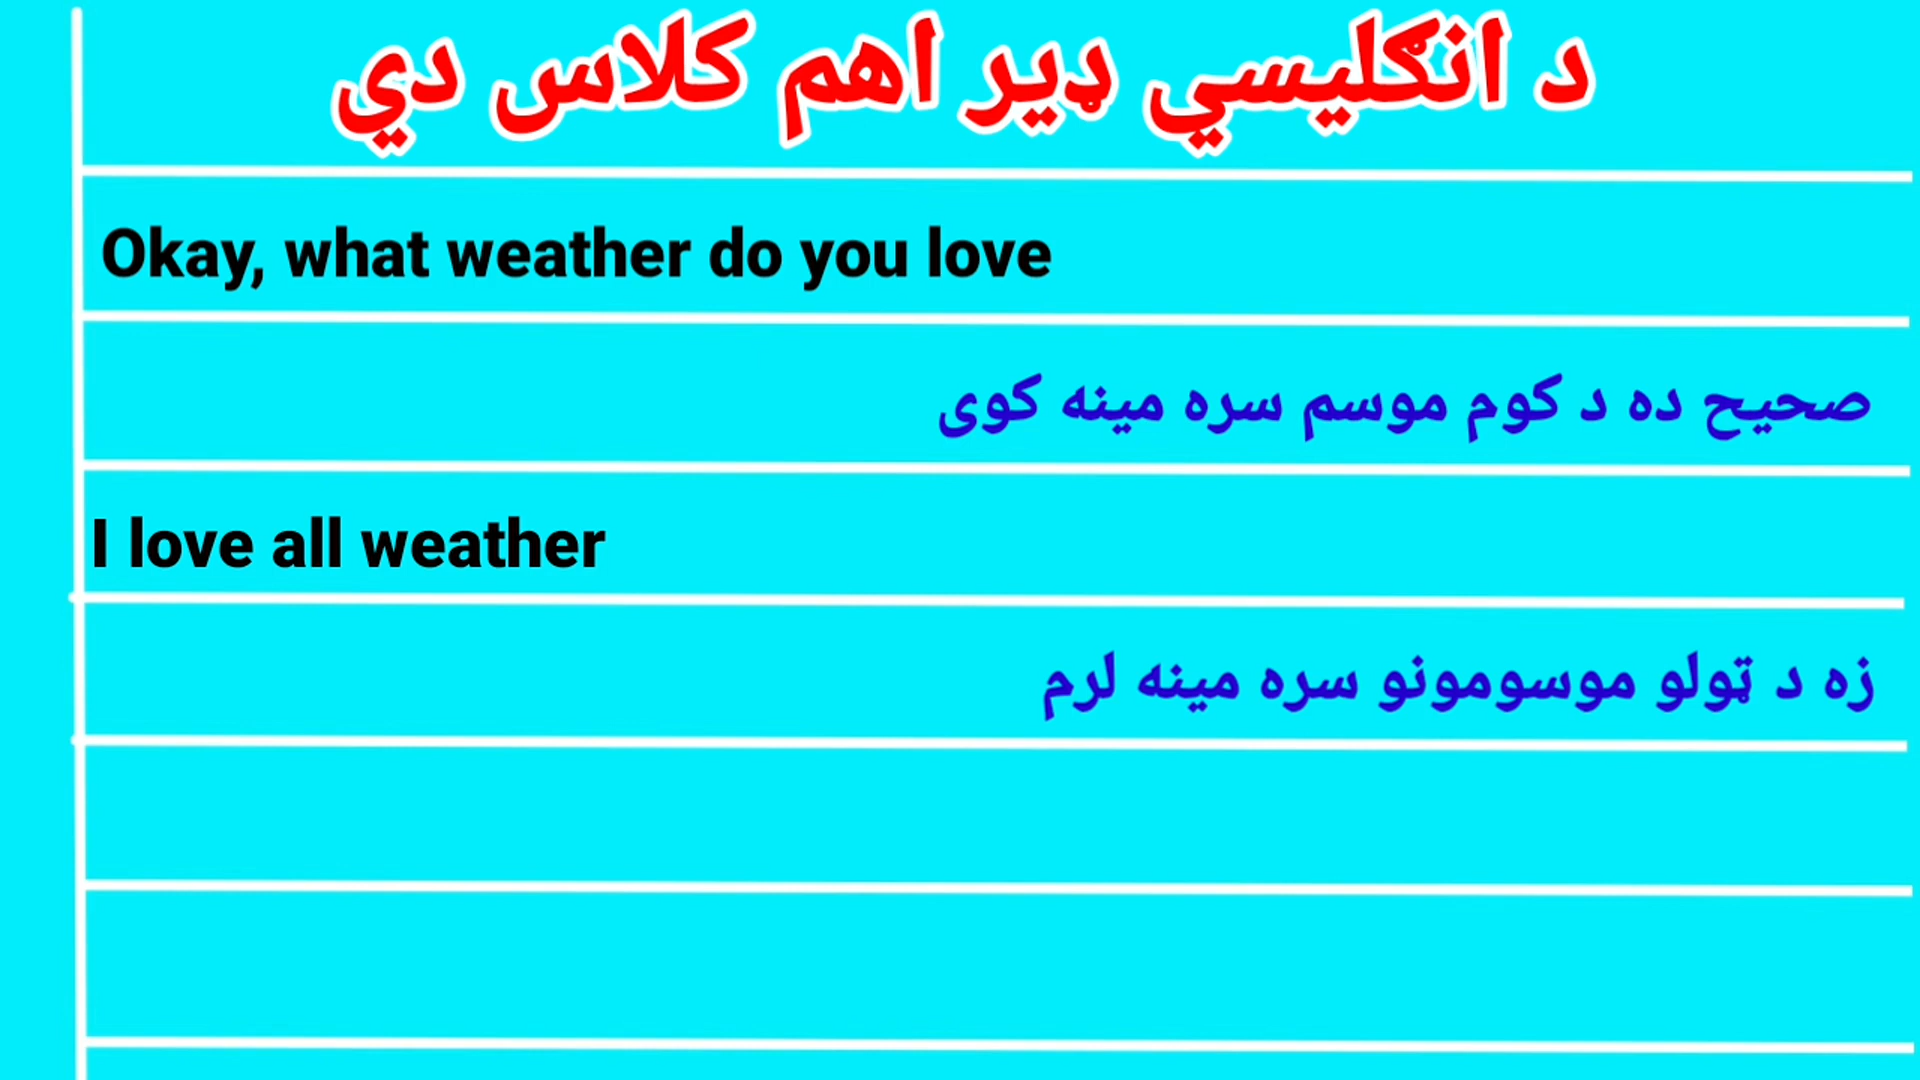 د انګلیسي ډیر اهم کلاس دي
Okay, what weather do you love
صحیح ده د کوم موسم سره مینه کوی
I love all weather
زه د ټولو موسومونو سره مینه لرم